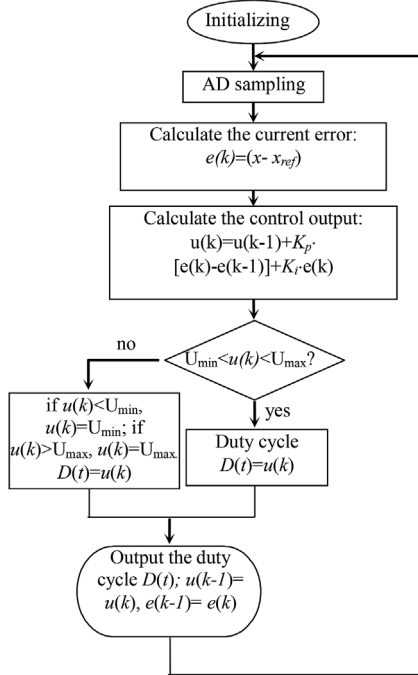 Initializing
AD sampling
Calculate the current error:
e(k)=(x- xref)
Calculate the control output:
u(k)=u(k-1)+Kp·
[e(k)-e(k-1)]+Ki·e(k)
Umin<u(k)<Umax?
no
yes
if u(k)<Umin,
u(k)=Umin; if
u(k)>Umax, u(k)=Umax.
D(t)=u(k)
Duty cycle
D(t)=u(k)
Output the duty
cycle D(t); u(k-1)=
u(k), e(k-1)= e(k)